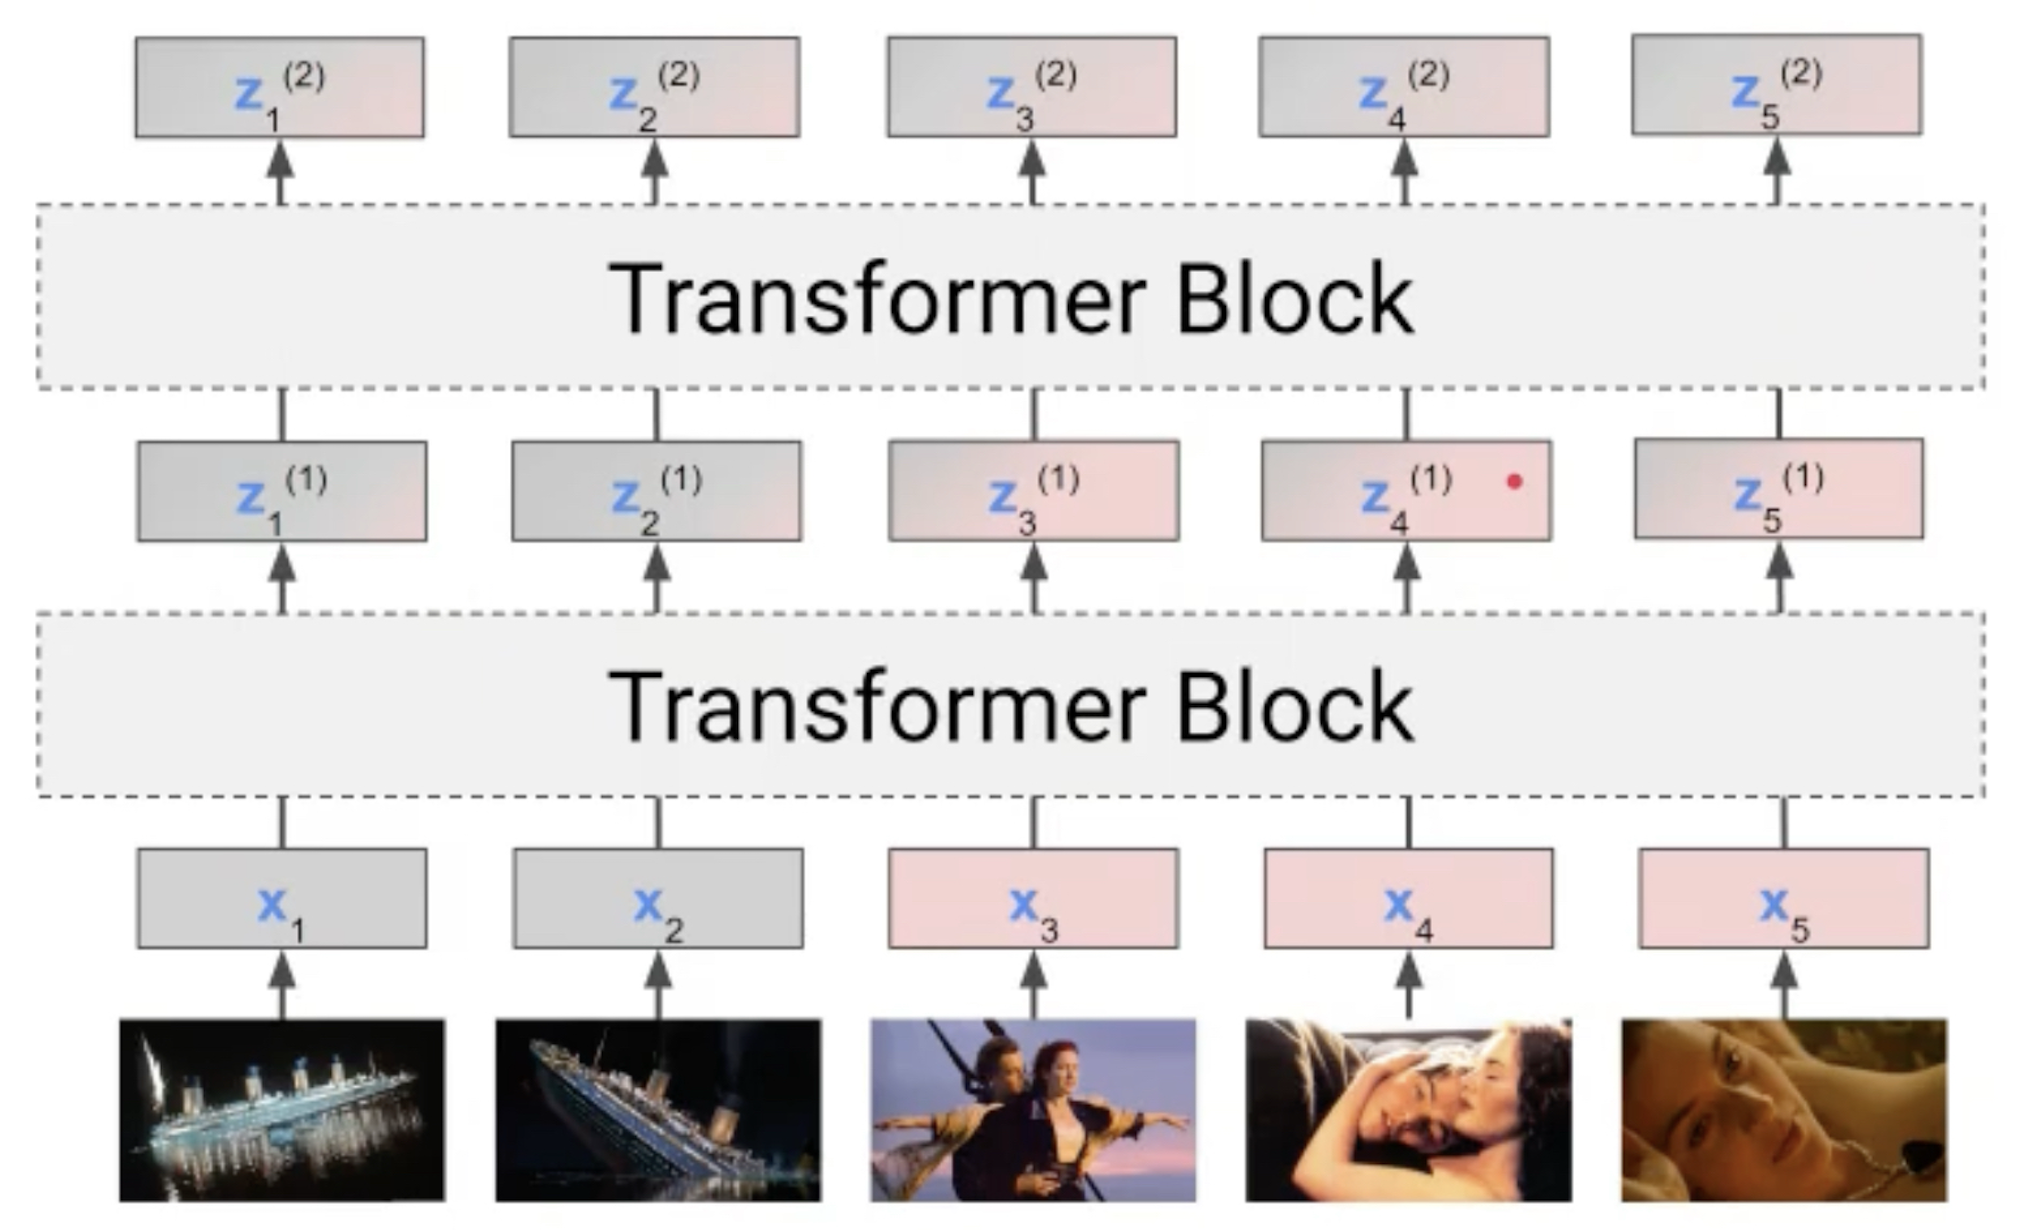 z1(2) z2(2) z3(2) z4(2) z5(2)
Transformer Block
z1(1) z2(1) z3(1) z4(1) z5(1)
Transformer Block
x1 x2 x3 x4 x5